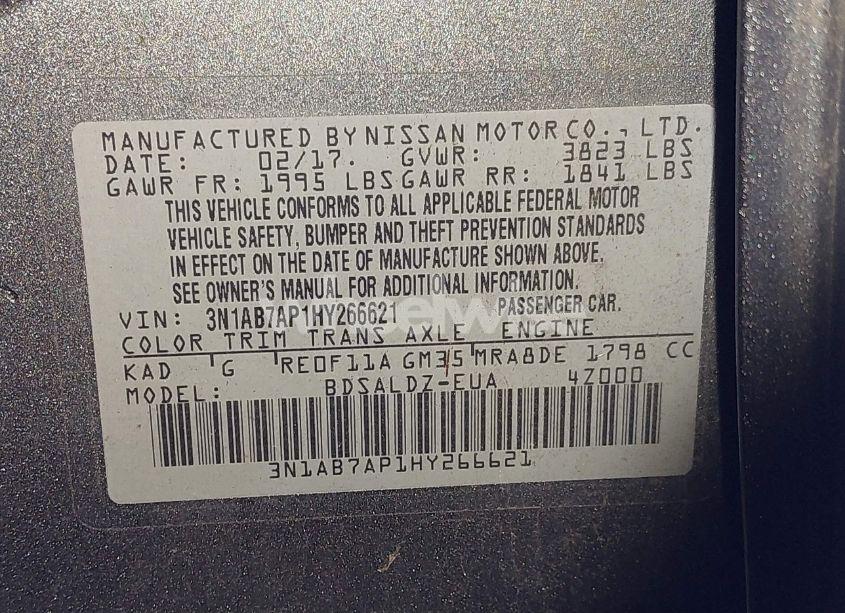 MANUFACTURED BY NISSAN MOTOR CO., LTD.
DATE: 02/17. GVWR: 3823 LBS
GAWR FR: 1995 LBS GAWR RR: 1841 LBS
THIS VEHICLE CONFORMS TO ALL APPLICABLE FEDERAL MOTOR
VEHICLE SAFETY, BUMPER AND THEFT PREVENTION STANDARDS
IN EFFECT ON THE DATE OF MANUFACTURE SHOWN ABOVE.
SEE OWNER'S MANUAL FOR ADDITIONAL INFORMATION.
VIN: 3N1AB7AP1HY266621 PASSENGER CAR.
COLOR TRIM TRANS AXLE ENGINE
KAD G RE0F11A GM35 MRA8DE 1798 CC
MODEL: BDSALDZ-EUA 4Z000
3N1AB7AP1HY266621